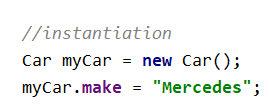 //instantiation
Car myCar = new Car();
myCar.make = "Mercedes";